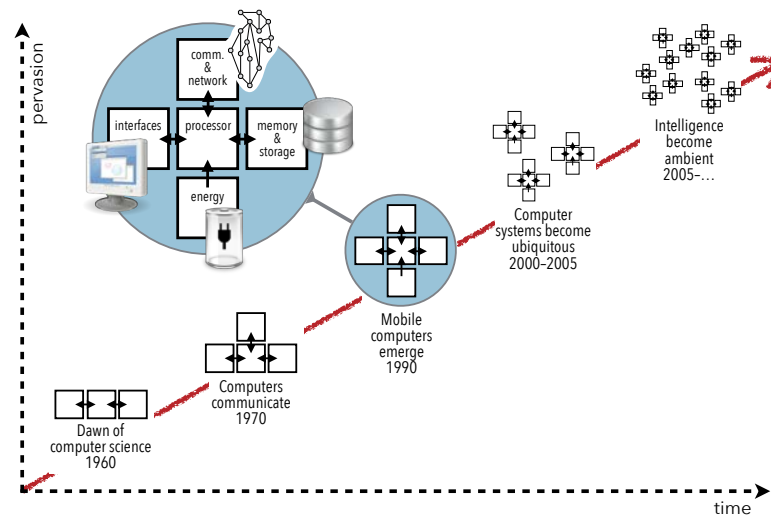 pervasion
comm.
&
network
interfaces
processor
memory
&
storage
energy
Intelligence
become
ambient
2005–...
Computer
systems become
ubiquitous
2000–2005
Mobile
computers
emerge
1990
Computers
communicate
1970
Dawn of
computer science
1960
time